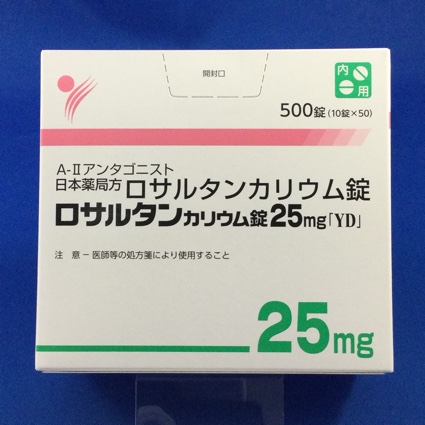 開封口
内用
500錠(10錠×50)
A-IIアンタゴニスト
日本薬局方 ロサルタンカリウム錠
ロサルタンカリウム錠25mg「YD」
注 意－医師等の処方箋により使用すること
25mg